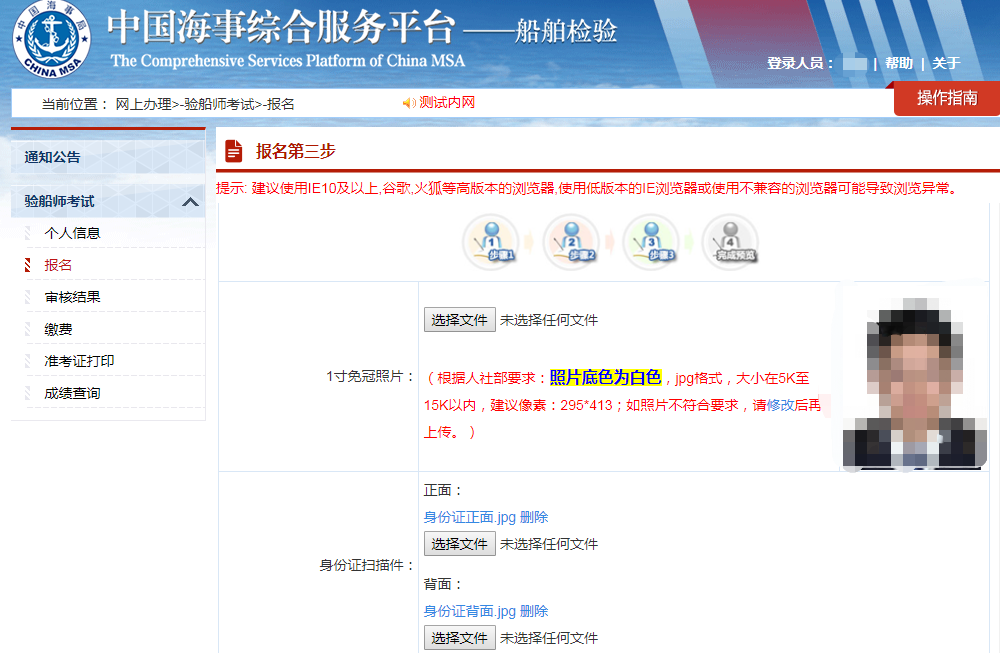 中国海事局
CHINA MSA
中国海事综合服务平台——船舶检验
The Comprehensive Services Platform of China MSA
登录人员： | 帮助 | 关于
当前位置： 网上办理>-验船师考试>-报名
测试内网
操作指南
通知公告
验船师考试
个人信息
报名
审核结果
缴费
准考证打印
成绩查询
报名第三步
提示: 建议使用IE10及以上,谷歌,火狐等高版本的浏览器,使用低版本的IE浏览器或使用不兼容的浏览器可能导致浏览异常。
1 步骤1
2 步骤2
3 步骤3
4 完成预览
1寸免冠照片：
选择文件 未选择任何文件
（根据人社部要求：照片底色为白色，jpg格式，大小在5K至
15K以内，建议像素：295*413；如照片不符合要求，请修改后再
上传。）
身份证扫描件：
正面：
身份证正面.jpg 删除
选择文件 未选择任何文件
背面：
身份证背面.jpg 删除
选择文件 未选择任何文件